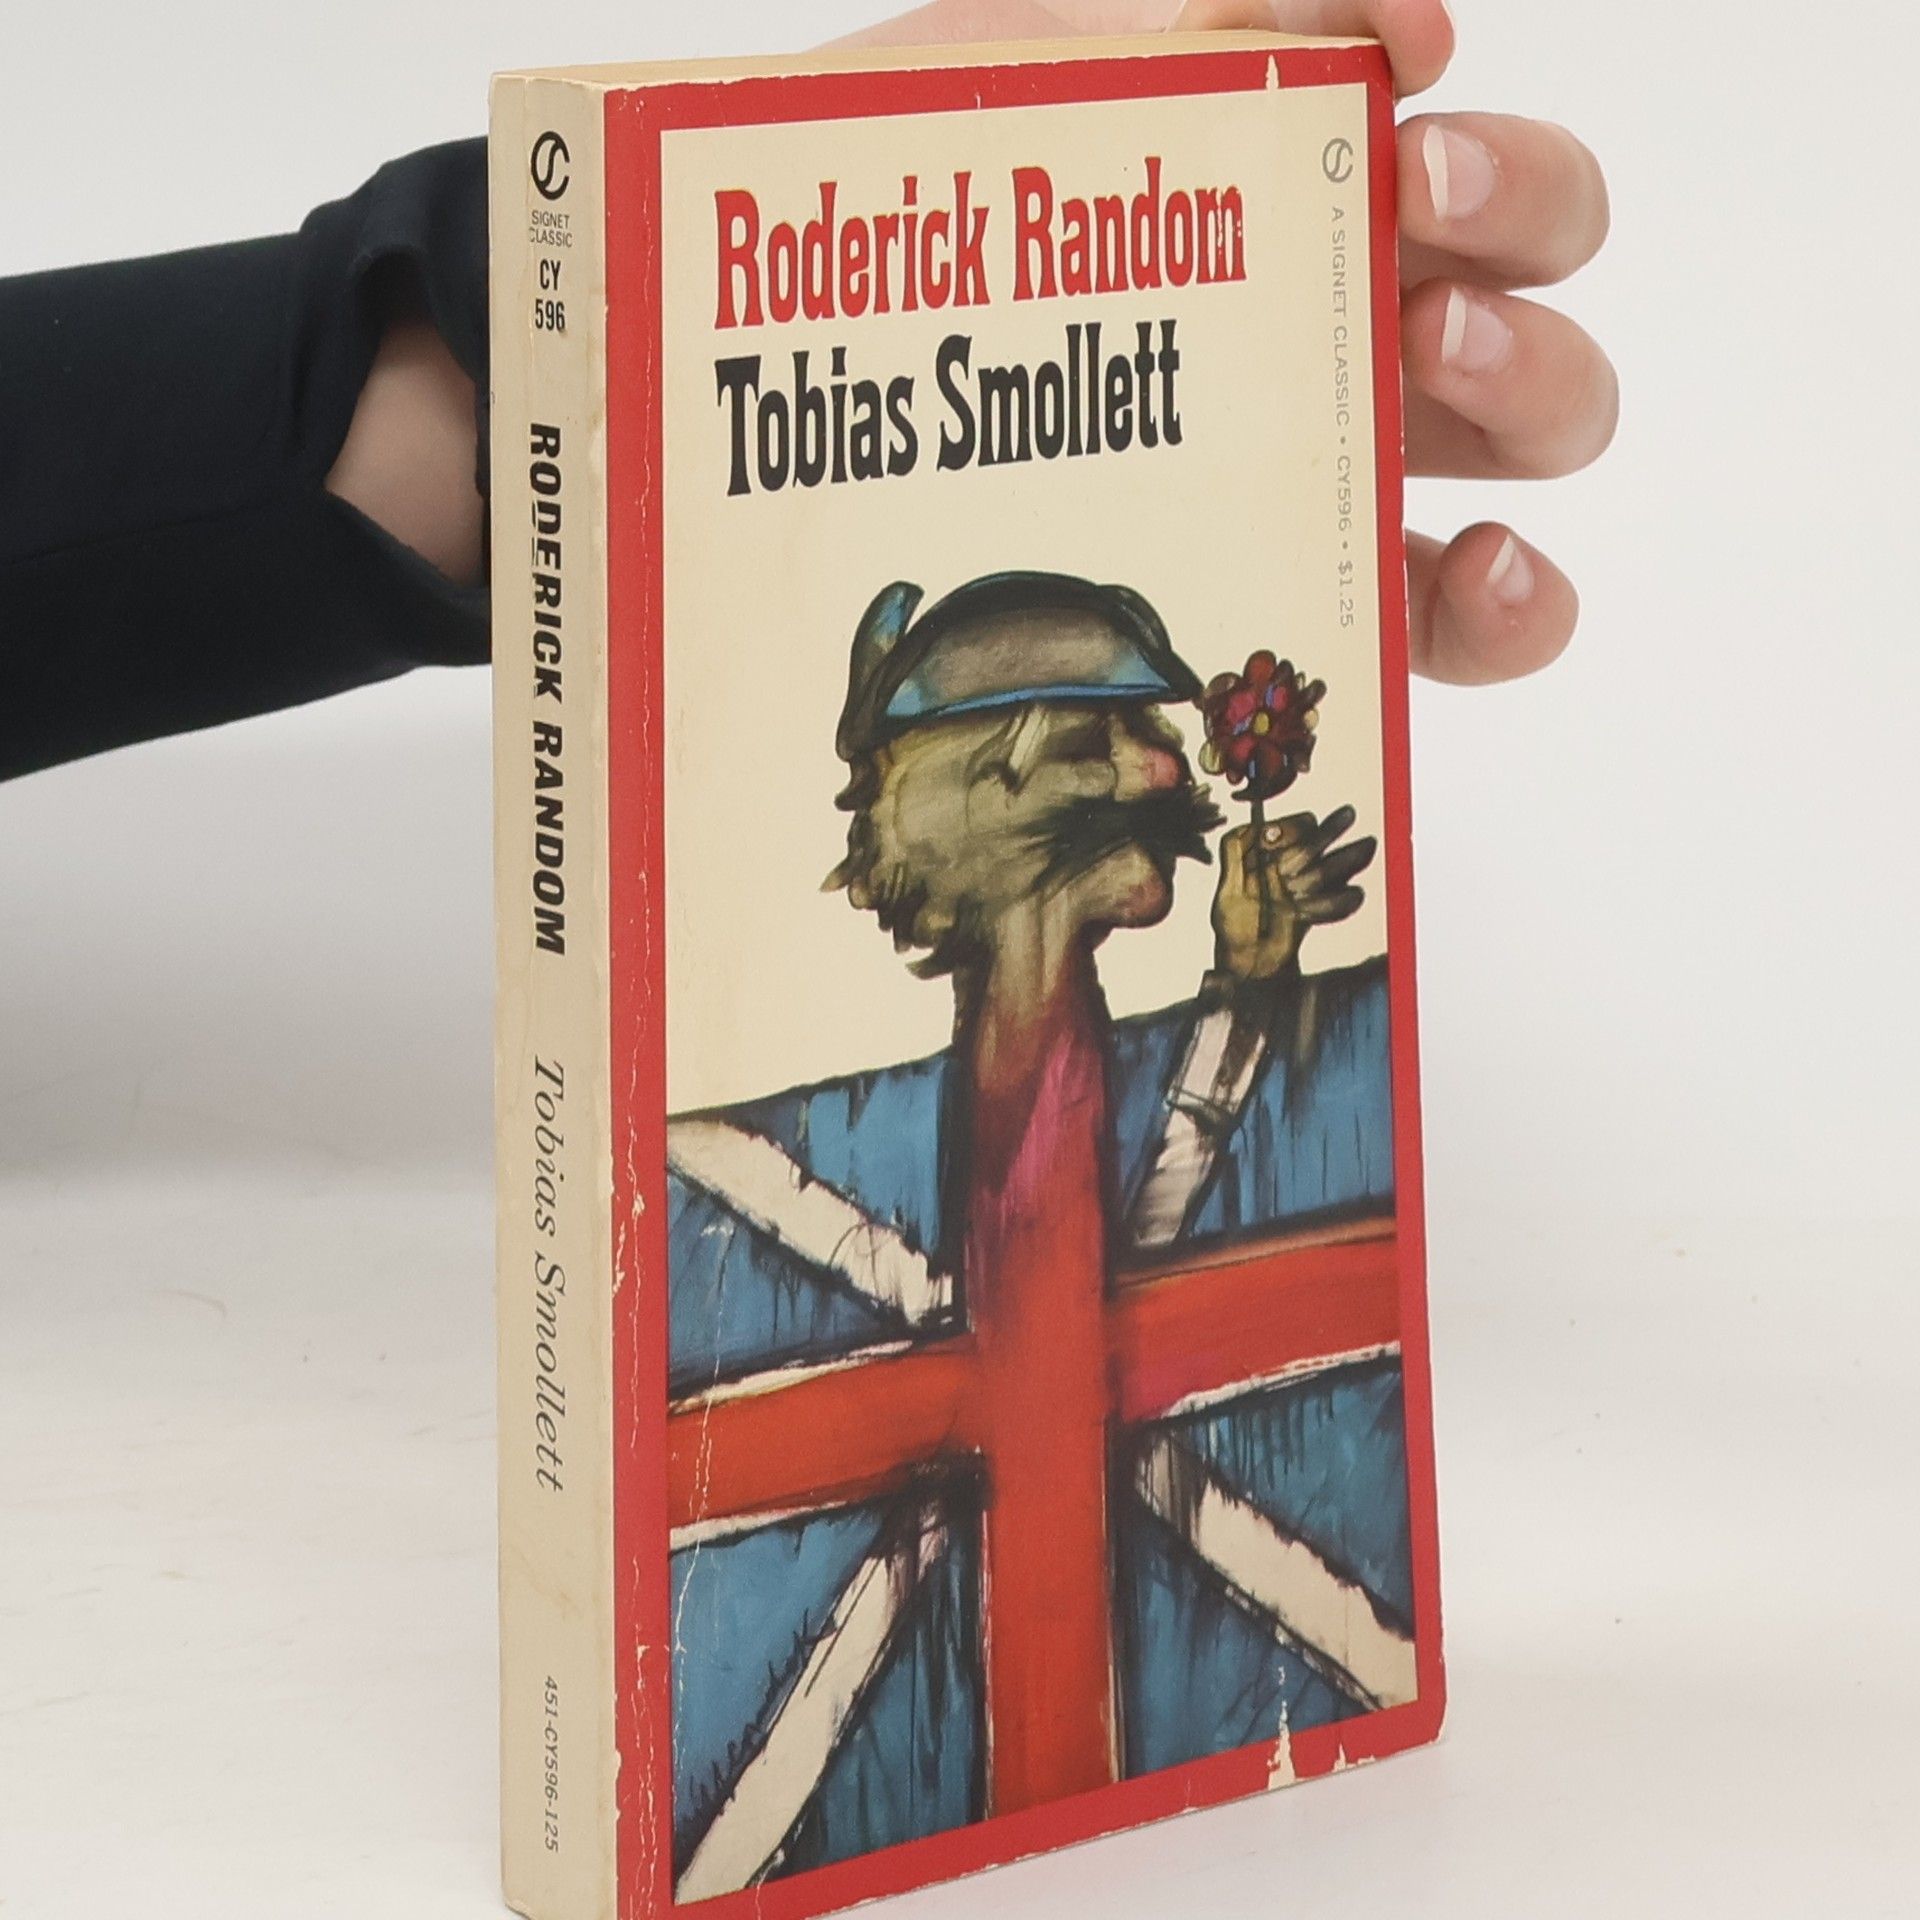 SIGNET
CLASSIC
CY
596
RODERICK RANDOM
Tobias Smollett
451-CY596-125
Roderick Random
Tobias Smollett
A SIGNET CLASSIC • CY596 • $1.25